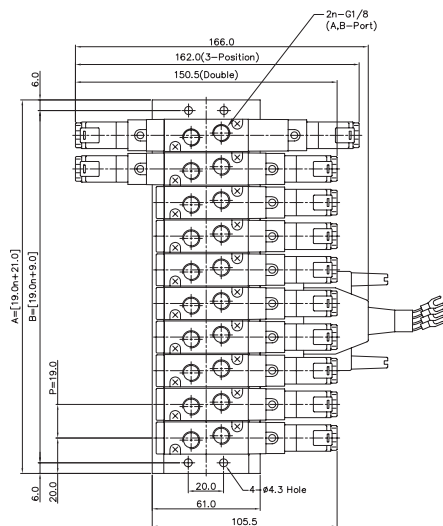 2n-G1/8
(A,B-Port)
166.0
162.0(3-Position)
150.5(Double)
6.0
A=[19.0n+21.0]
B=[19.0n+9.0]
P=19.0
20.0
6.0
20.0
4-ø4.3 Hole
61.0
105.5